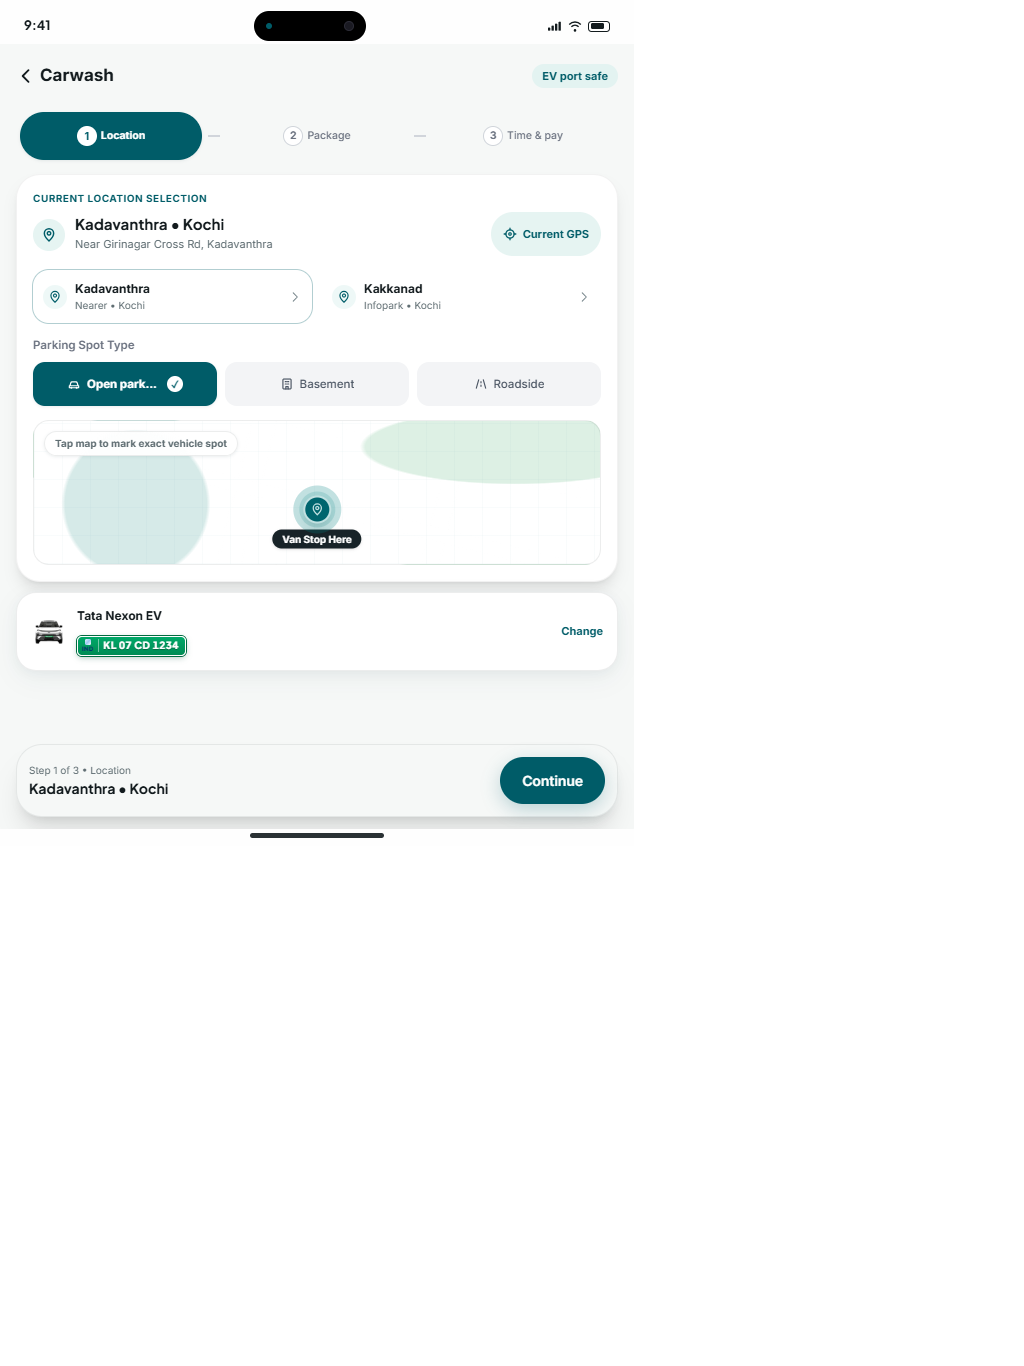 9:41
Carwash
EV port safe
1 Location
2 Package
3 Time & pay
CURRENT LOCATION SELECTION
Kadavanthra • Kochi
Near Girinagar Cross Rd, Kadavanthra
Current GPS
Kadavanthra
Nearer • Kochi
Kakkanad
Infopark • Kochi
Parking Spot Type
Open park...
Basement
Roadside
Tap map to mark exact vehicle spot
Van Stop Here
Tata Nexon EV
KL 07 CD 1234
Change
Step 1 of 3 • Location
Kadavanthra • Kochi
Continue